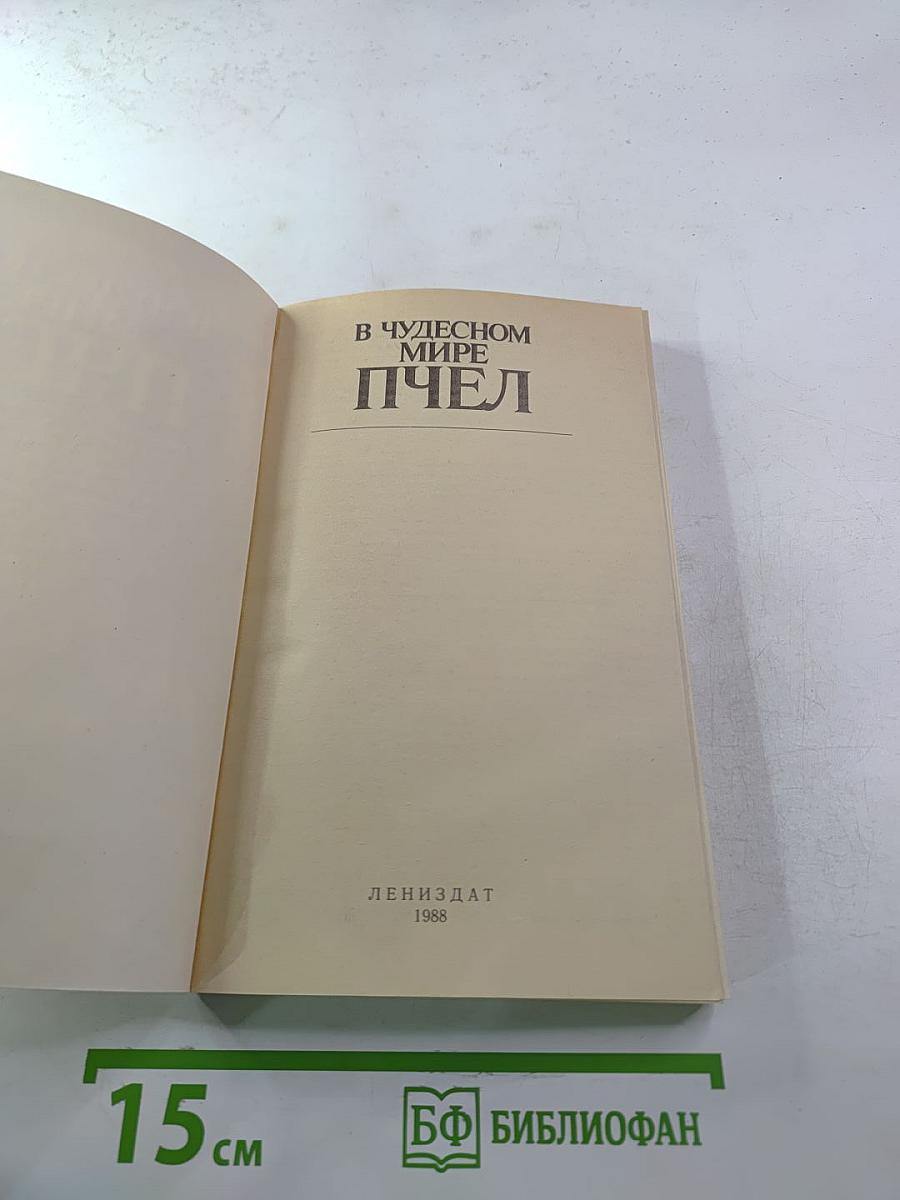 В ЧУДЕСНОМ
МИРЕ
ПЧЕЛ
ЛЕНИЗДАТ
1988
15 см
БФ БИБЛИОФАН